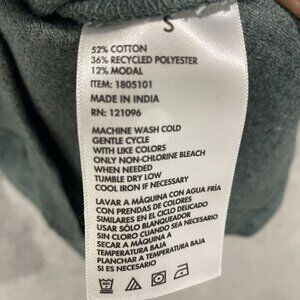 S
52% COTTON
36% RECYCLED POLYESTER
12% MODAL
ITEM: 1805101
MADE IN INDIA
RN: 121096
MACHINE WASH COLD
GENTLE CYCLE
WITH LIKE COLORS
ONLY NON-CHLORINE BLEACH
WHEN NEEDED
TUMBLE DRY LOW
COOL IRON IF NECESSARY
LAVAR A MÁQUINA CON AGUA FRÍA
CON PRENDAS DE COLORES
SIMILARES EN EL CICLO DELICADO
USAR SÓLO BLANQUEADOR
SIN CLORO CUANDO SEA NECESARIO
SECAR A MÁQUINA A
TEMPERATURA BAJA
PLANCHAR A TEMPERATURA BAJA
SI ES NECESARIO